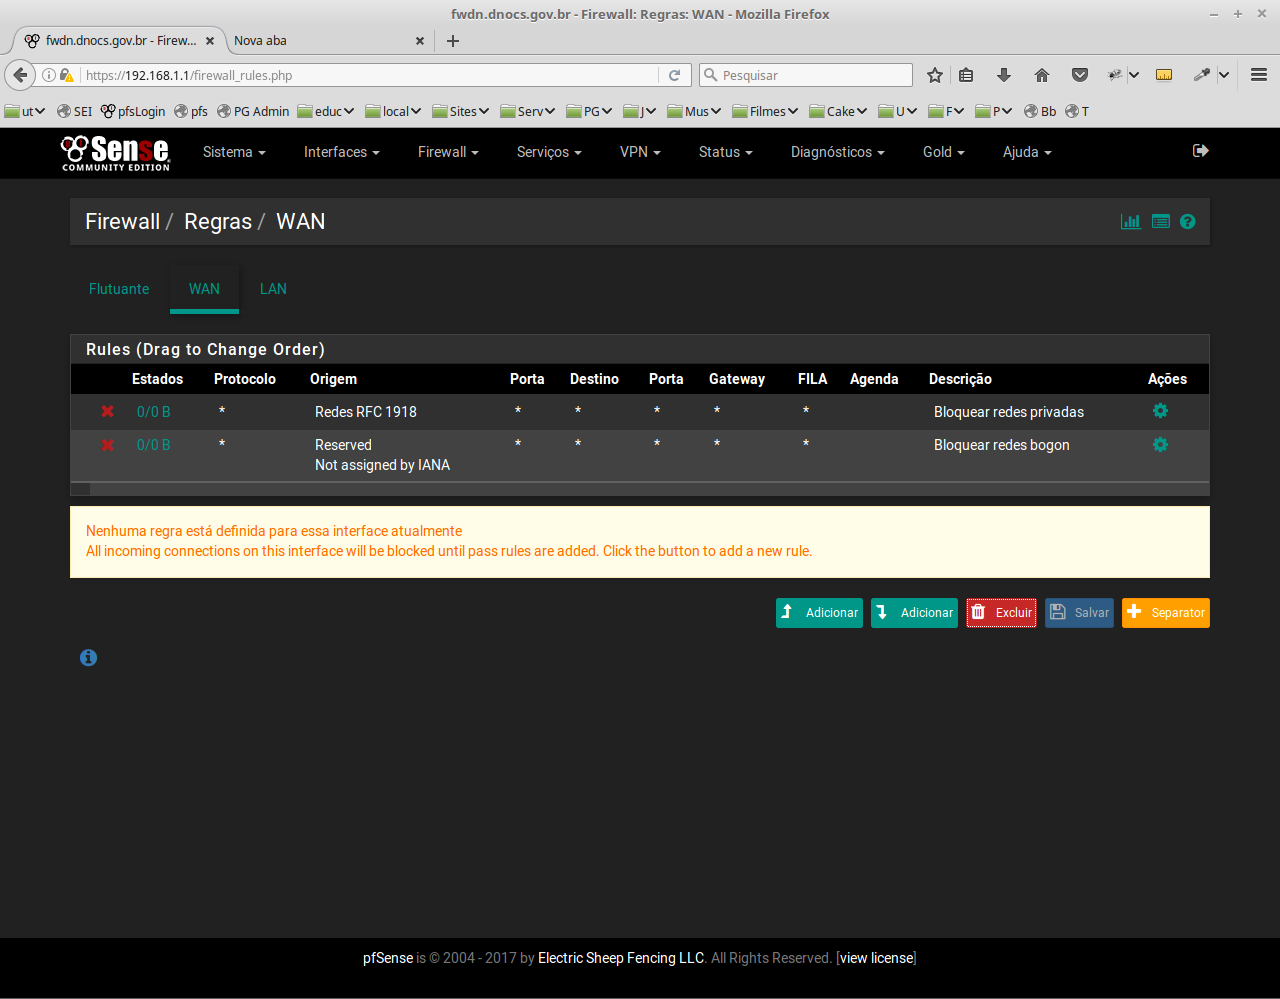 fwdn.dnocs.gov.br - Firewall: Regras: WAN - Mozilla Firefox
fwdn.dnocs.gov.br - Firew... Nova aba
https://192.168.1.1/firewall_rules.php Pesquisar
ut SEI pfsLogin pfs PG Admin educ local Sites Serv PG J Mus Filmes Cake U F P Bb T
Sense
COMMUNITY EDITION
Sistema Interfaces Firewall Serviços VPN Status Diagnósticos Gold Ajuda
Firewall / Regras / WAN
Flutuante WAN LAN
Rules (Drag to Change Order)
Estados Protocolo Origem Porta Destino Porta Gateway FILA Agenda Descrição Ações
0/0 B * Redes RFC 1918 * * * * * Bloquear redes privadas
0/0 B * Reserved * * * * * Bloquear redes bogon
Not assigned by IANA
Nenhuma regra está definida para essa interface atualmente
All incoming connections on this interface will be blocked until pass rules are added. Click the button to add a new rule.
Adicionar Adicionar Excluir Salvar Separator
pfSense is © 2004 - 2017 by Electric Sheep Fencing LLC. All Rights Reserved. [view license]